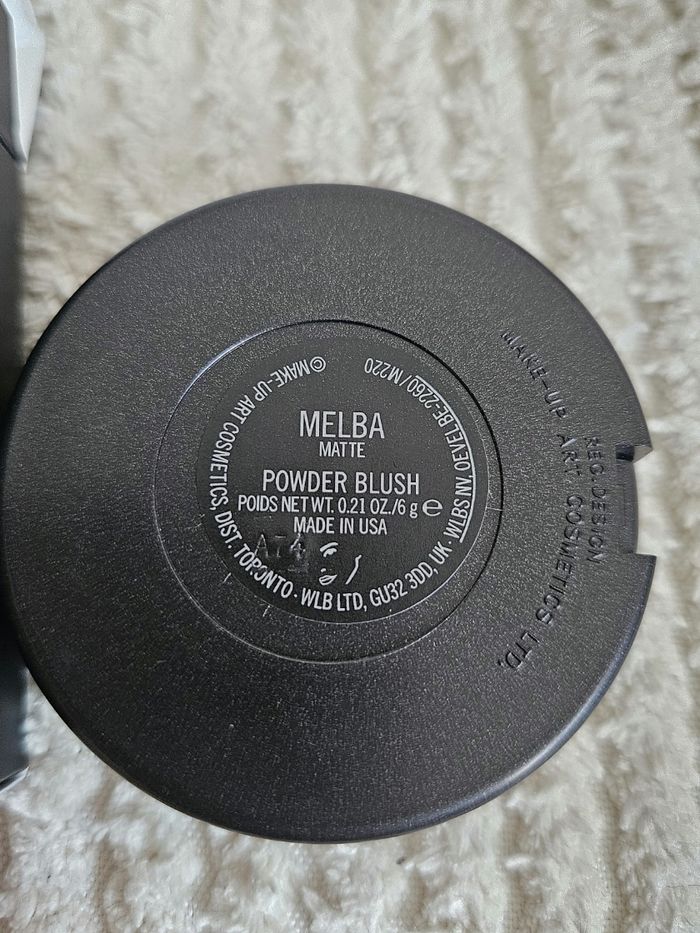 MELBA
MATTE
POWDER BLUSH
POIDS NET WT. 0.21 OZ./6 g ℮
MADE IN USA
A74
© MAKE-UP ART COSMETICS, DIST. TORONTO · WLB LTD, GU32 3DD, UK · WLBS NV, OEVEL BE-2260 / M220
MAKE-UP ART COSMETICS LTD.
REG. DESIGN